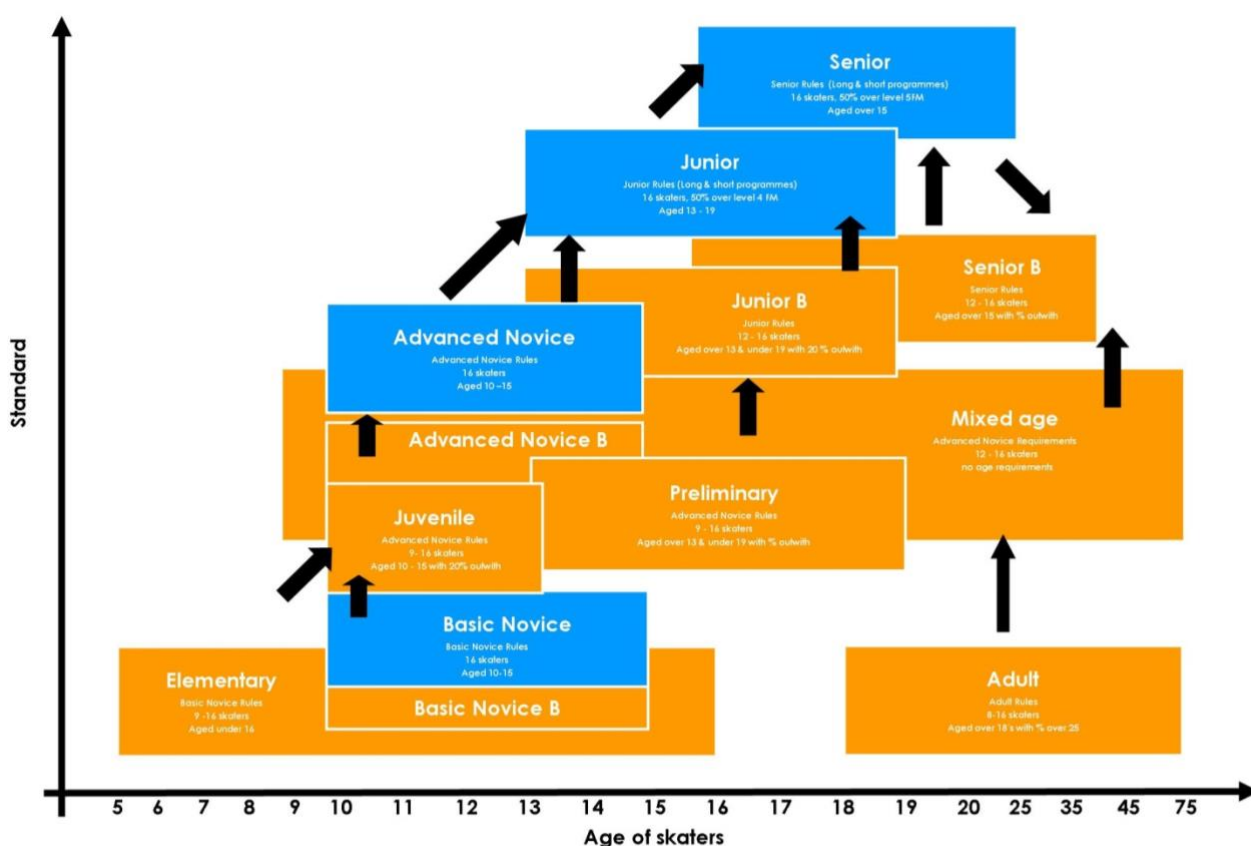 Standard
Senior
Senior Rules (Long & short programmes)
16 skaters, 50% over level 5FM
Aged over 15
Junior
Junior Rules (Long & short programmes)
16 skaters, 50% over level 4 FM
Aged 13 - 19
Senior B
Senior Rules
12 - 16 skaters
Aged over 15 with % outwith
Junior B
Junior Rules
12 - 16 skaters
Aged over 13 & under 19 with 20 % outwith
Advanced Novice
Advanced Novice Rules
16 skaters
Aged 10 –15
Mixed age
Advanced Novice Requirements
12 - 16 skaters
no age requirements
Advanced Novice B
Preliminary
Advanced Novice Rules
9 - 16 skaters
Aged over 13 & under 19 with % outwith
Juvenile
Advanced Novice Rules
9- 16 skaters
Aged 10 - 15 with 20% outwith
Basic Novice
Basic Novice Rules
16 skaters
Aged 10-15
Elementary
Basic Novice Rules
9 -16 skaters
Aged under 16
Basic Novice B
Adult
Adult Rules
8-16 skaters
Aged over 18's with % over 25
5 6 7 8 9 10 11 12 13 14 15 16 17 18 19 20 25 35 45 75
Age of skaters